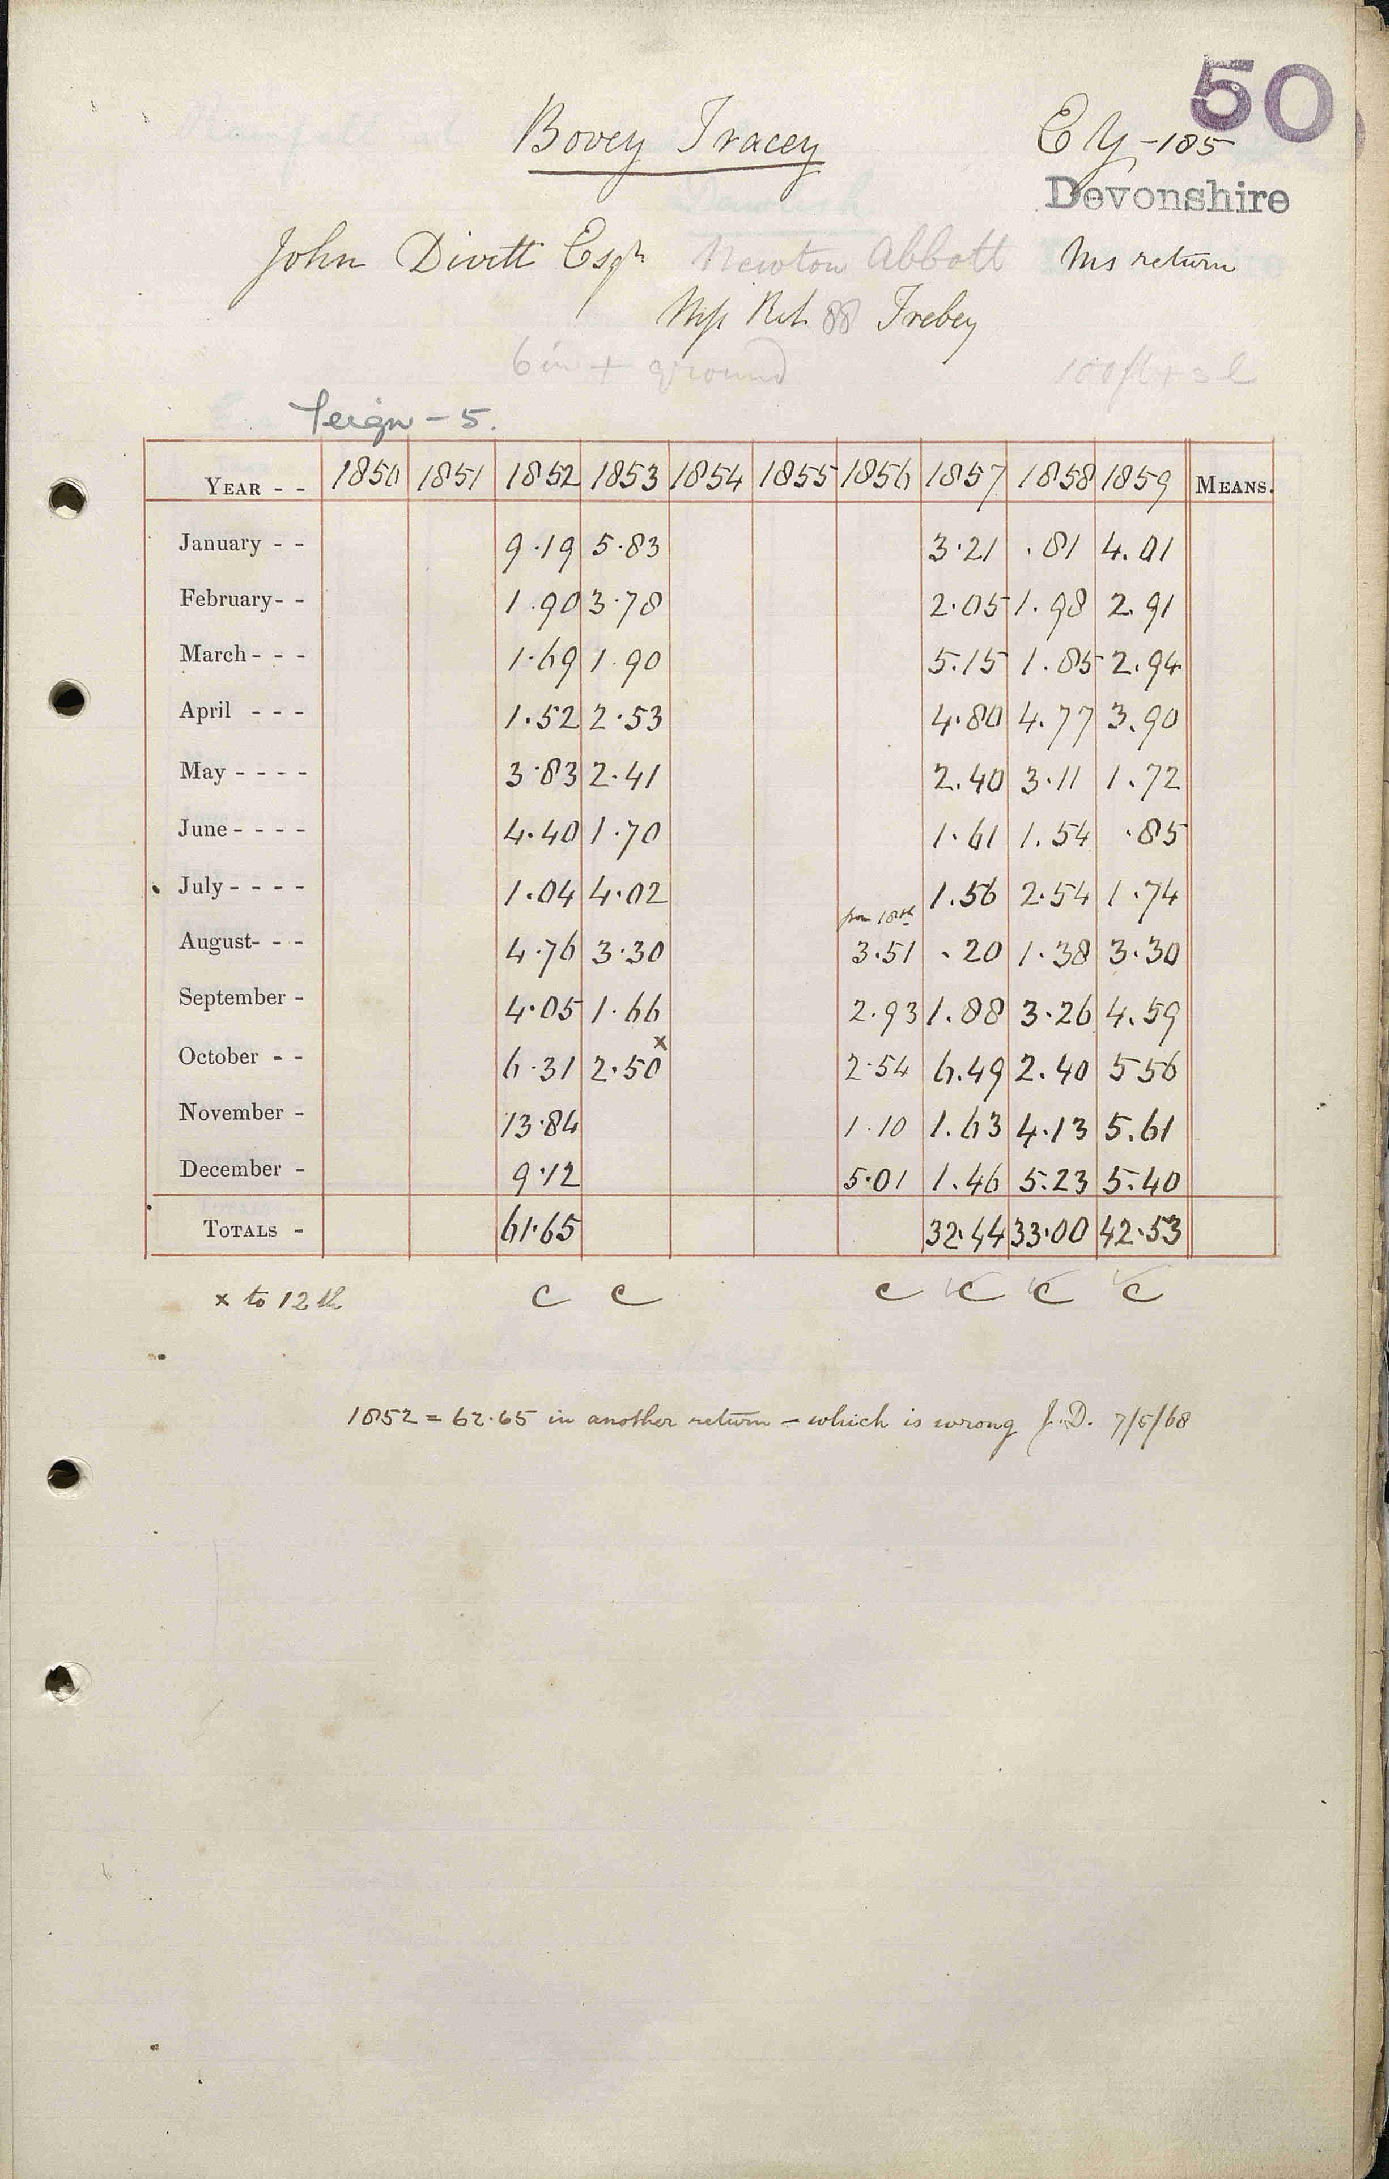 50
Bovey Tracey EY-185
Devonshire
John Divett Esqr Newton Abbott Ms return
Ms Ret 88 Trebey
6in + ground 100ft + sl
Teign - 5.
YEAR - - 1850 1851 1852 1853 1854 1855 1856 1857 1858 1859 MEANS.
January - - 9.19 5.83 3.21 .81 4.01
February - - 1.90 3.78 2.05 1.98 2.91
March - - - 1.69 1.90 5.15 1.85 2.94
April - - - 1.52 2.53 4.80 4.77 3.90
May - - - - 3.83 2.41 2.40 3.11 1.72
June - - - - 4.40 1.70 1.61 1.54 .85
July - - - - 1.04 4.02 1.56 2.54 1.74
from 10th
August - - - 4.76 3.30 3.51 .20 1.38 3.30
September - 4.05 1.66 2.93 1.88 3.26 4.59
October - - 6.31 2.50x 2.54 6.49 2.40 5 56
November - 13.84 1.10 1.63 4.13 5.61
December - 9.12 5.01 1.46 5.23 5.40
TOTALS - 61.65 32.44 33.00 42.53
x to 12th C C C C C C
1852 = 62.65 in another return - which is wrong J.D. 7/5/68